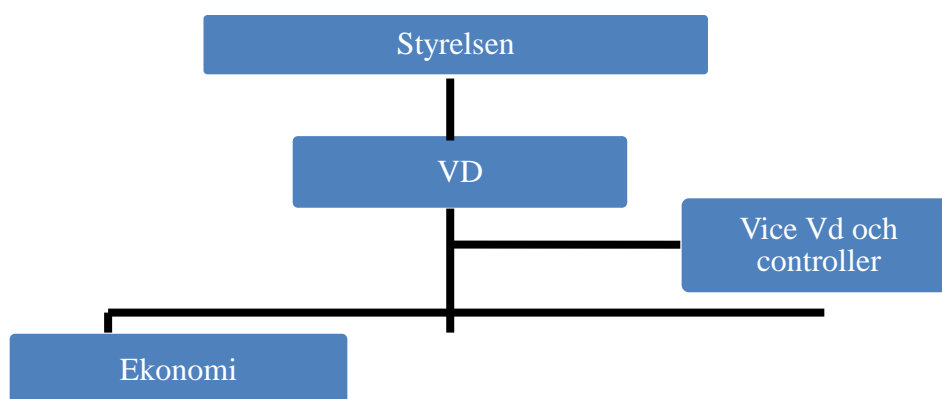 Styrelsen
VD
Vice Vd och
controller
Ekonomi